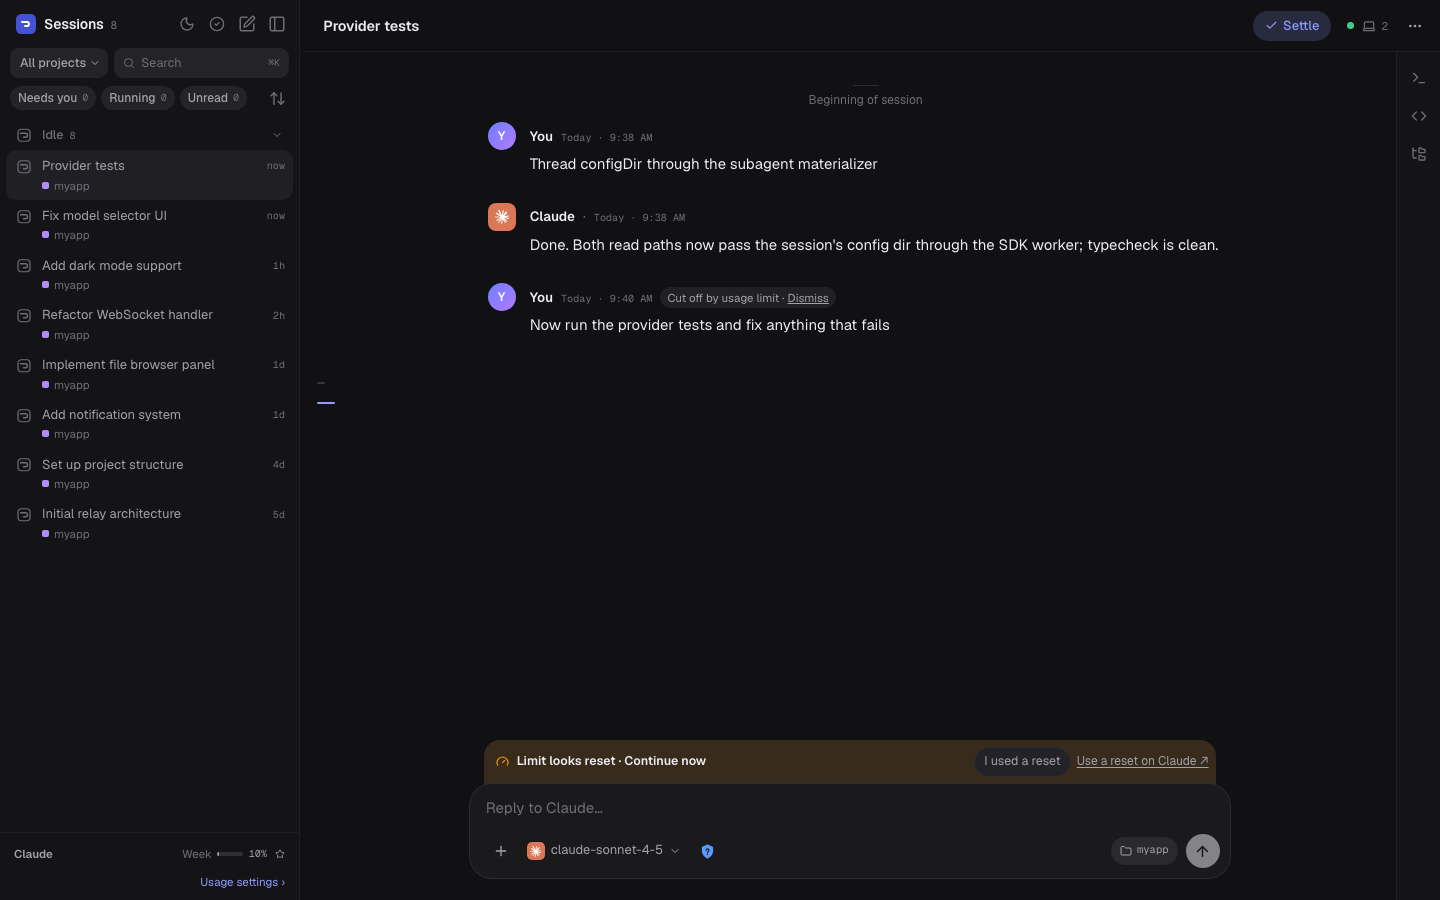 Sessions 8
All projects
Search ⌘K
Needs you 0
Running 0
Unread 0
Idle 8
Provider tests now
myapp
Fix model selector UI now
myapp
Add dark mode support 1h
myapp
Refactor WebSocket handler 2h
myapp
Implement file browser panel 1d
myapp
Add notification system 1d
myapp
Set up project structure 4d
myapp
Initial relay architecture 5d
myapp
Claude Week 10%
Usage settings ›
Provider tests
Settle
2
Beginning of session
Y
You Today · 9:38 AM
Thread configDir through the subagent materializer
Claude · Today · 9:38 AM
Done. Both read paths now pass the session's config dir through the SDK worker; typecheck is clean.
Y
You Today · 9:40 AM Cut off by usage limit · Dismiss
Now run the provider tests and fix anything that fails
Limit looks reset · Continue now
I used a reset
Use a reset on Claude ↗
Reply to Claude…
claude-sonnet-4-5
myapp